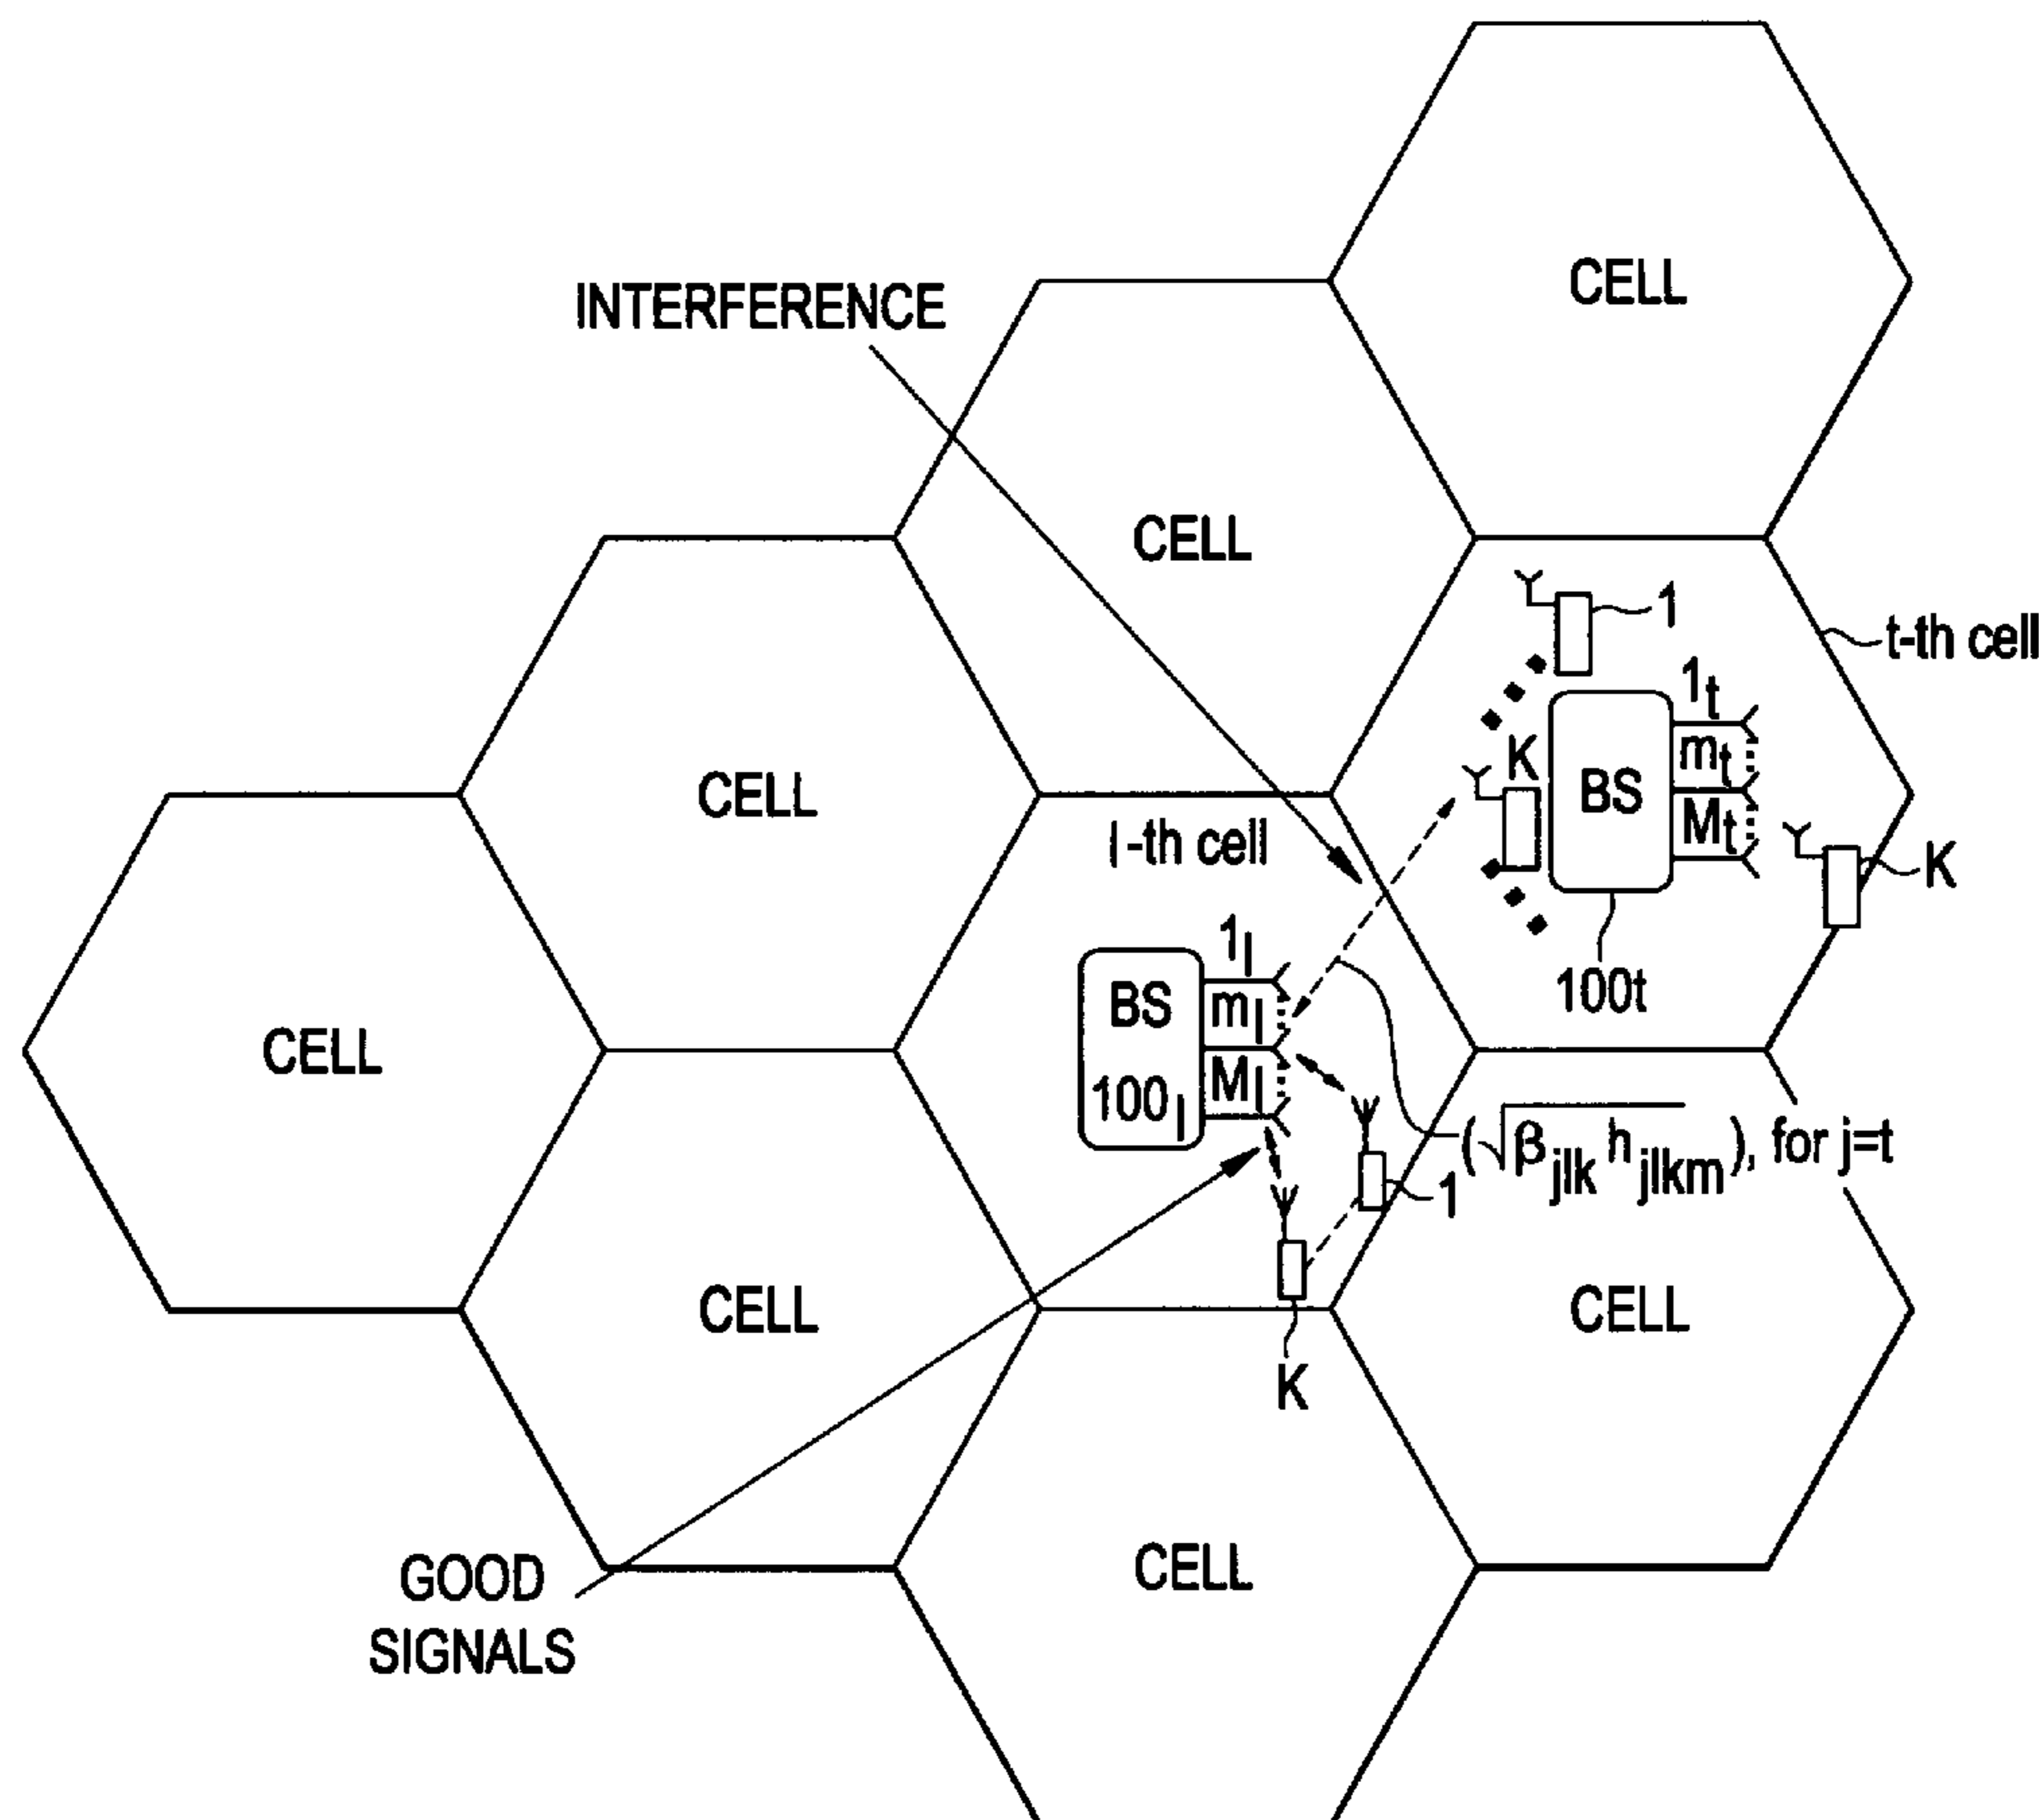 CELL
INTERFERENCE
CELL
1
t-th cell
1t
K
mt
CELL
BS
Mt
l-th cell
K
1l
100t
BS
ml
CELL
100l
Ml
(√βjlk hjlkm), for j=t
1
CELL
CELL
K
CELL
GOOD
SIGNALS